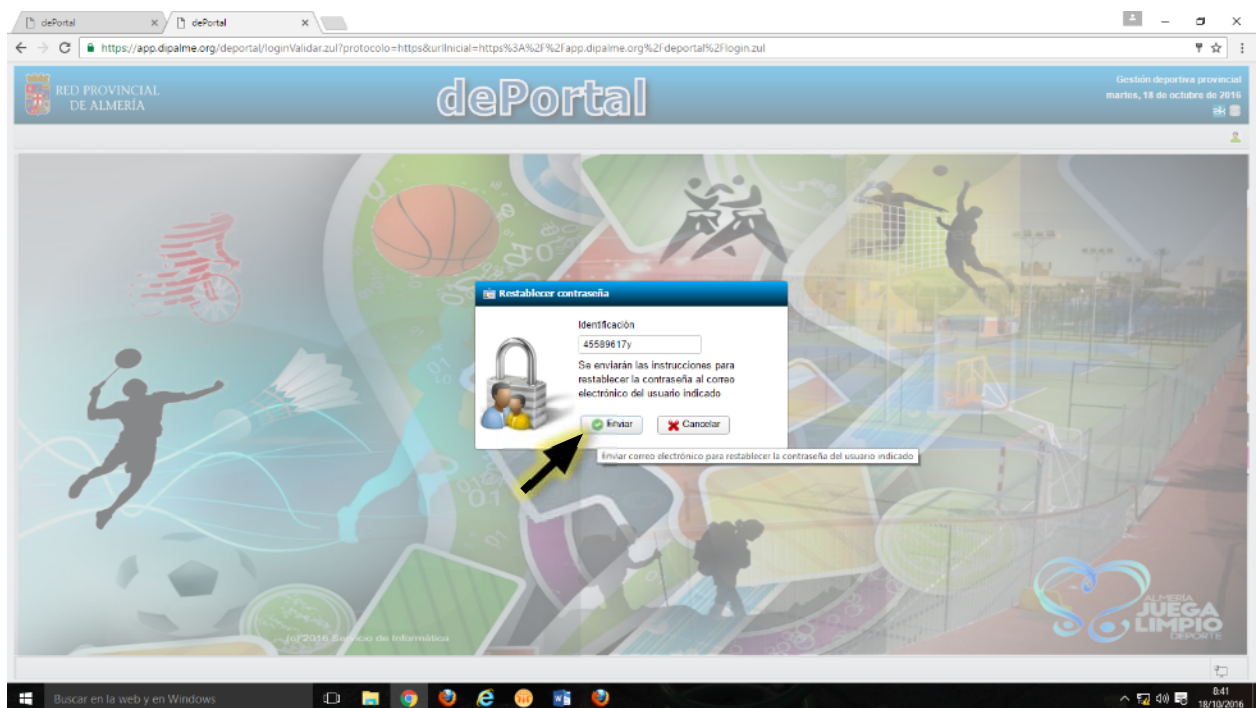 dePortal
dePortal
https://app.dipalme.org/deportal/loginValidar.zul?protocolo=https&urlInicial=https%3A%2F%2Fapp.dipalme.org%2Fdeportal%2Flogin.zul
RED PROVINCIAL
DE ALMERÍA
dePortal
Gestión deportiva provincial
martes, 18 de octubre de 2016
Restablecer contraseña
Identificación
45589617y
Se enviarán las instrucciones para
restablecer la contraseña al correo
electrónico del usuario indicado
Enviar
Cancelar
Enviar correo electrónico para restablecer la contraseña del usuario indicado
ALMERÍA
JUEGA
LIMPIO
DEPORTE
(c) 2016 Servicio de Informática
Buscar en la web y en Windows
8:41
18/10/2016